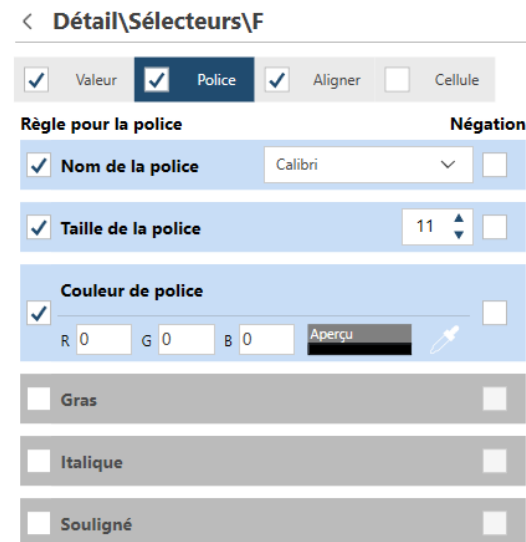 Détail\Sélecteurs\F
Valeur Police Aligner Cellule
Règle pour la police Négation
Nom de la police Calibri
Taille de la police 11
Couleur de police
R 0 G 0 B 0 Aperçu
Gras
Italique
Souligné